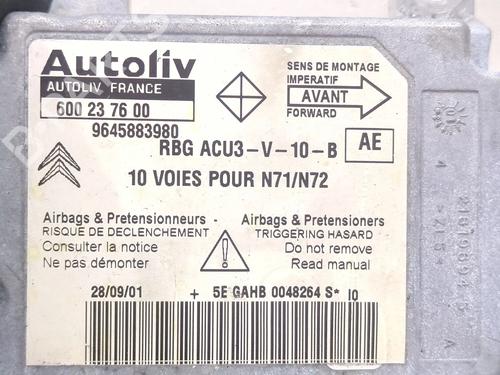 Autoliv
AUTOLIV FRANCE
600 23 76 00
9645883980
SENS DE MONTAGE
IMPERATIF
AVANT
FORWARD
RBG ACU3-V-10-B
AE
10 VOIES POUR N71/N72
Airbags & Pretensionneurs - Airbags & Pretensioners
RISQUE DE DECLENCHEMENT
TRIGGERING HASARD
Consulter la notice
Do not remove
Ne pas démonter
Read manual
28/09/01 + 5E GAHB 0048264 S* IO